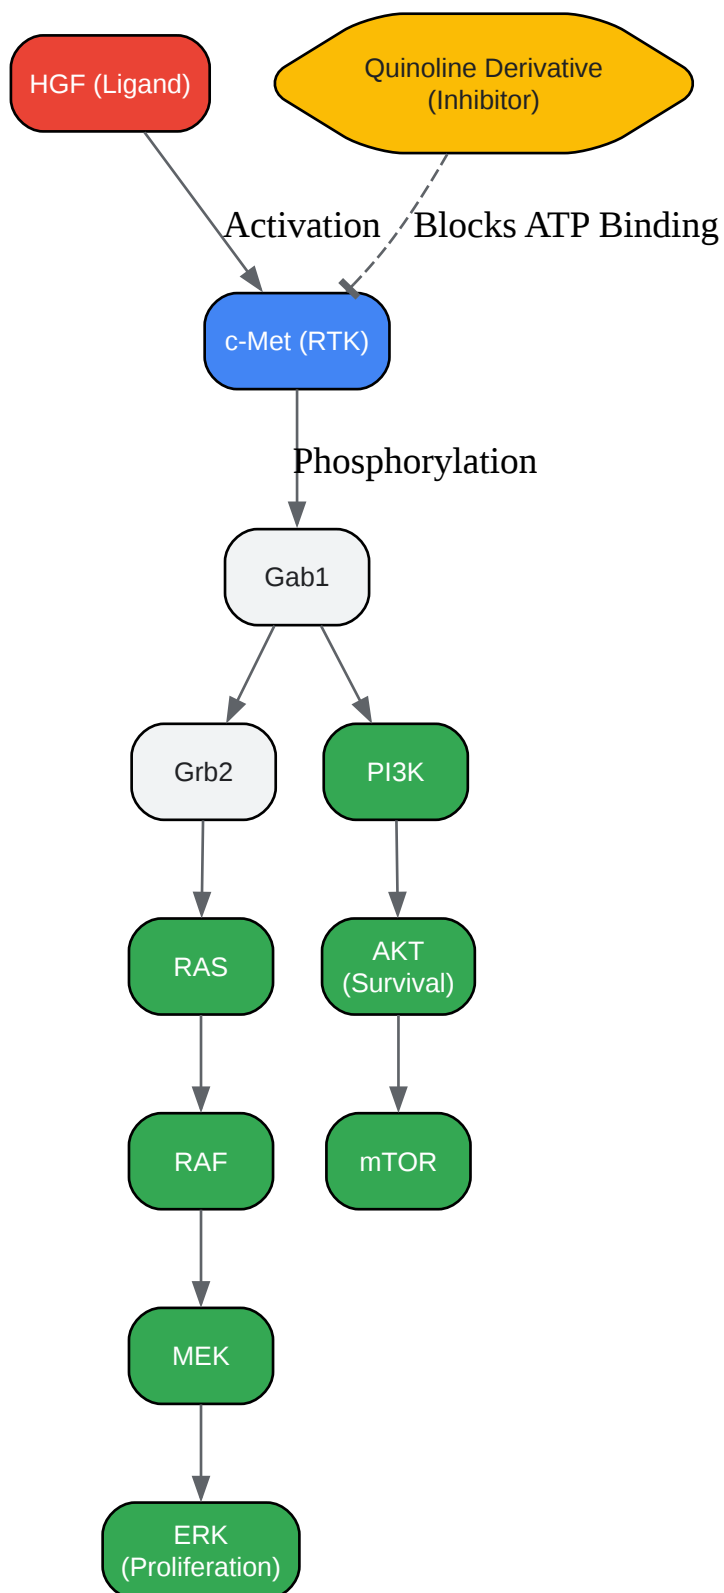 HGF (Ligand)
Quinoline Derivative
(Inhibitor)
Activation
Blocks ATP Binding
c-Met (RTK)
Phosphorylation
Gab1
Grb2
PI3K
RAS
AKT
(Survival)
RAF
mTOR
MEK
ERK
(Proliferation)